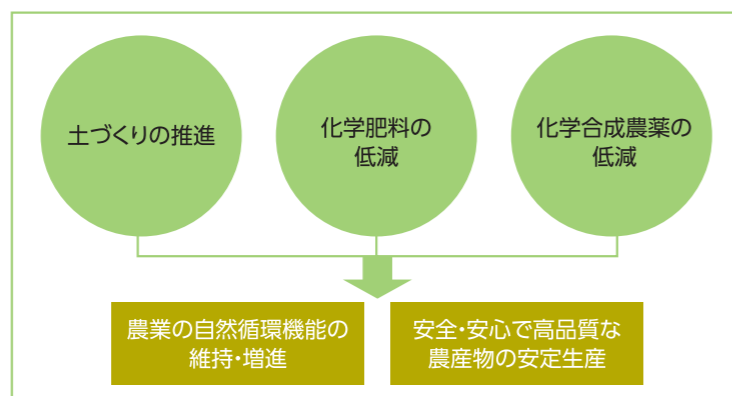 土づくりの推進
化学肥料の
低減
化学合成農薬の
低減
農業の自然循環機能の
維持・増進
安全・安心で高品質な
農産物の安定生産